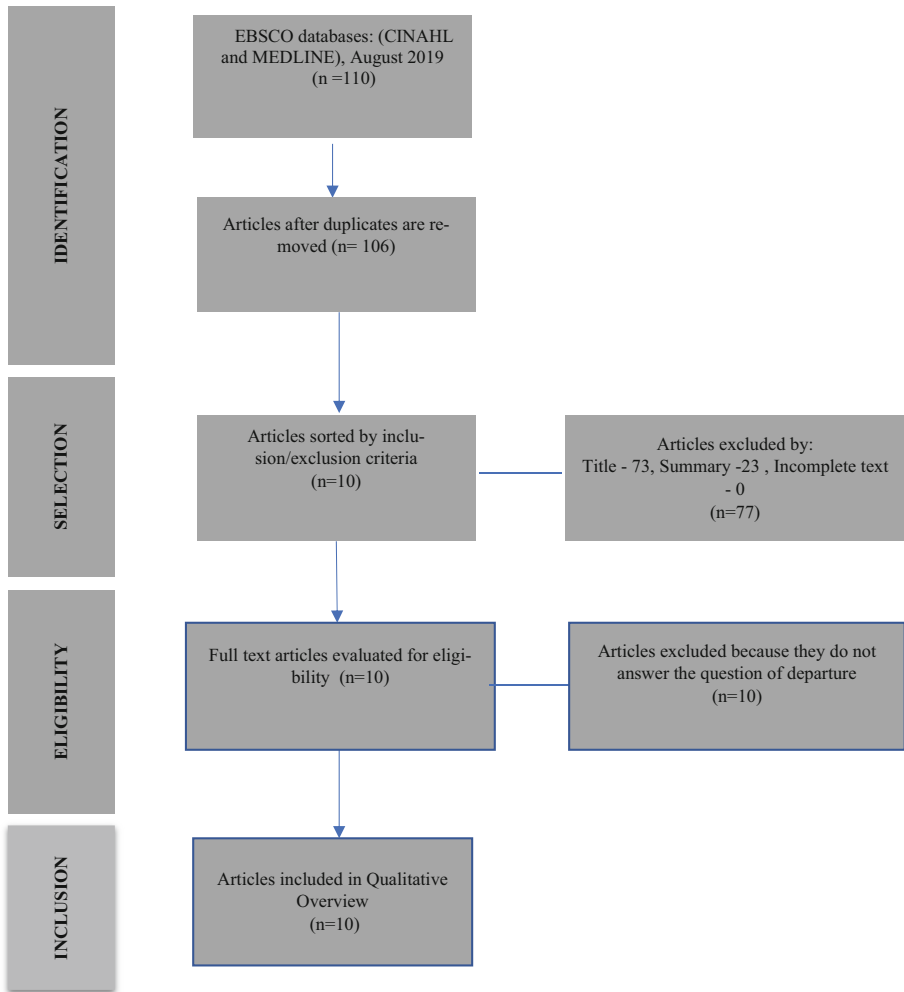 IDENTIFICATION
EBSCO databases: (CINAHL
and MEDLINE), August 2019
(n =110)
Articles after duplicates are re-
moved (n= 106)
SELECTION
Articles sorted by inclu-
sion/exclusion criteria
(n=10)
Articles excluded by:
Title - 73, Summary -23 , Incomplete text
- 0
(n=77)
ELIGIBILITY
Full text articles evaluated for eligi-
bility (n=10)
Articles excluded because they do not
answer the question of departure
(n=10)
INCLUSION
Articles included in Qualitative
Overview
(n=10)